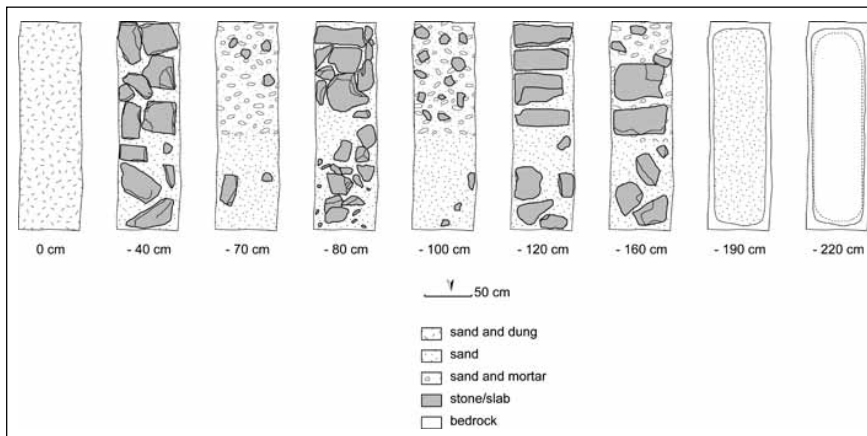 0 cm - 40 cm - 70 cm - 80 cm - 100 cm - 120 cm - 160 cm - 190 cm - 220 cm
50 cm
sand and dung
sand
sand and mortar
stone/slab
bedrock